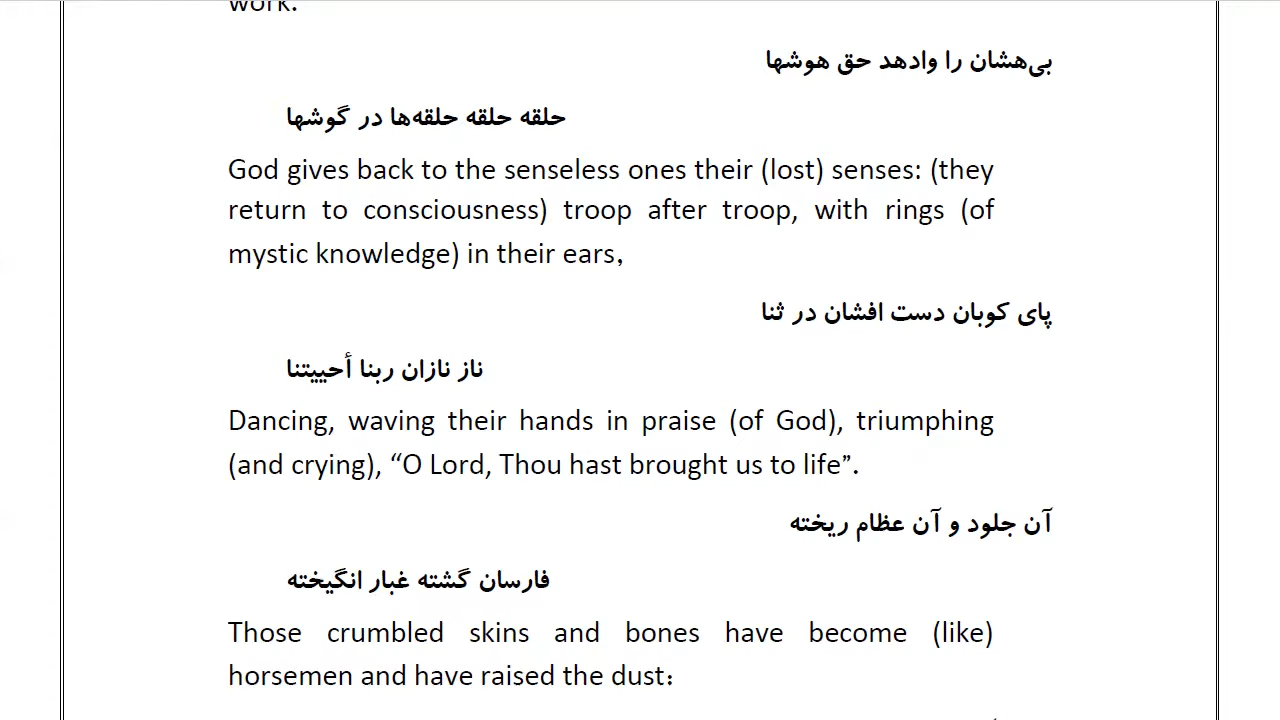 work.
بی‌هشان را وادهد حق هوشها
حلقه حلقه حلقه‌ها در گوشها
God gives back to the senseless ones their (lost) senses: (they
return to consciousness) troop after troop, with rings (of
mystic knowledge) in their ears,
پای کوبان دست افشان در ثنا
ناز نازان ربنا أحییتنا
Dancing, waving their hands in praise (of God), triumphing
(and crying), “O Lord, Thou hast brought us to life”.
آن جلود و آن عظام ریخته
فارسان گشته غبار انگیخته
Those crumbled skins and bones have become (like)
horsemen and have raised the dust: